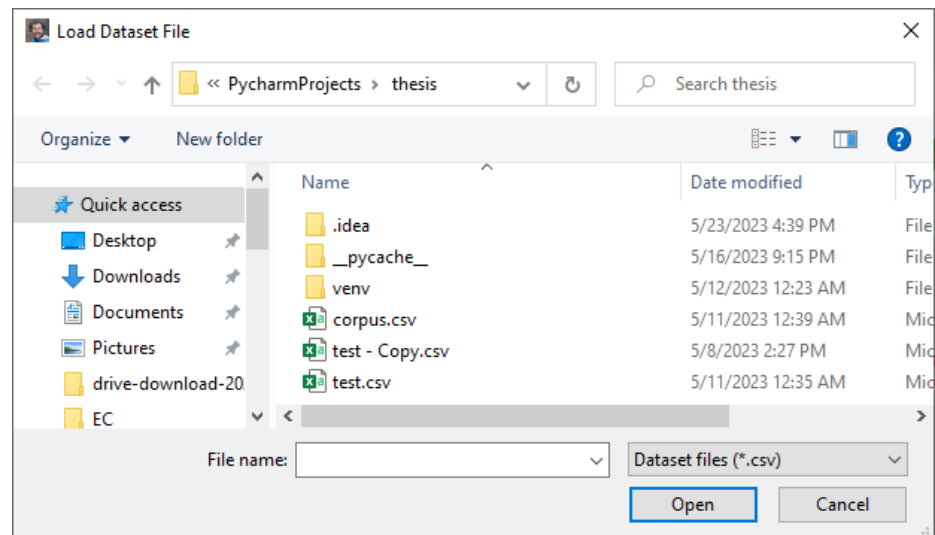 Load Dataset File
« PycharmProjects > thesis
Search thesis
Organize
New folder
Name
Date modified
Typ
Quick access
Desktop
Downloads
Documents
Pictures
drive-download-20
EC
.idea 5/23/2023 4:39 PM File
__pycache__ 5/16/2023 9:15 PM File
venv 5/12/2023 12:23 AM File
corpus.csv 5/11/2023 12:39 AM Mic
test - Copy.csv 5/8/2023 2:27 PM Mic
test.csv 5/11/2023 12:35 AM Mic
File name:
Dataset files (*.csv)
Open
Cancel